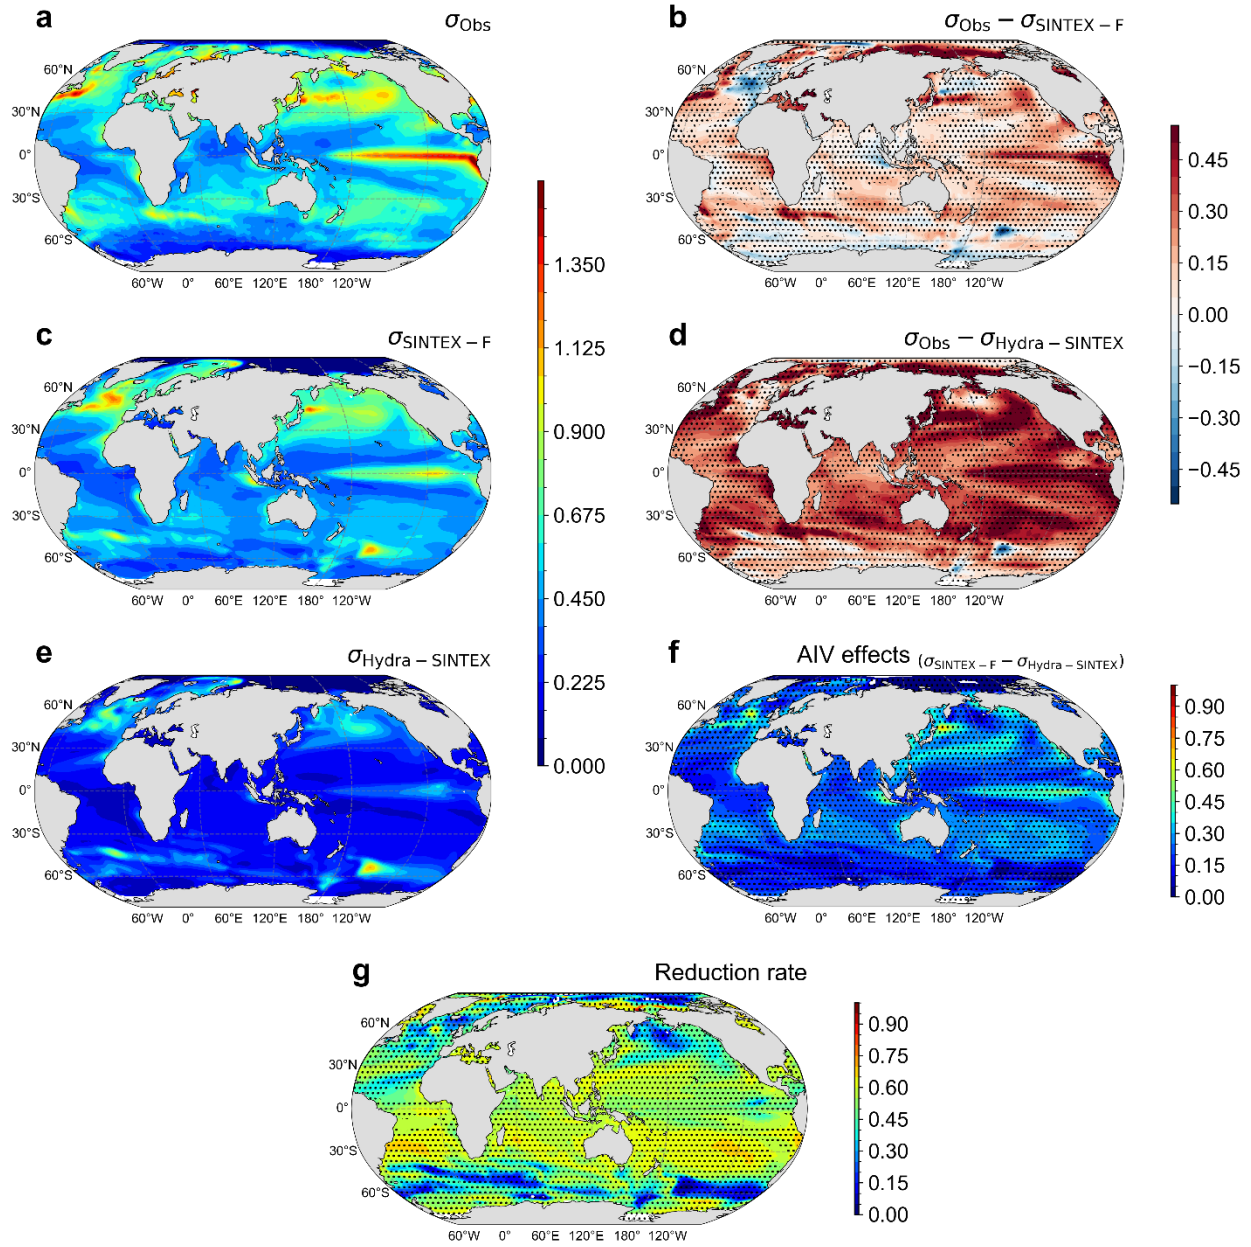 a
σObs
60°N
30°N
0°
30°S
60°S
60°W 0° 60°E 120°E 180° 120°W
b
σObs − σSINTEX − F
60°N
30°N
0°
30°S
60°S
60°W 0° 60°E 120°E 180° 120°W
c
σSINTEX − F
60°N
30°N
0°
30°S
60°S
60°W 0° 60°E 120°E 180° 120°W
1.350
1.125
0.900
0.675
0.450
0.225
0.000
d
σObs − σHydra − SINTEX
60°N
30°N
0°
30°S
60°S
60°W 0° 60°E 120°E 180° 120°W
0.45
0.30
0.15
0.00
−0.15
−0.30
−0.45
e
σHydra − SINTEX
60°N
30°N
0°
30°S
60°S
60°W 0° 60°E 120°E 180° 120°W
f
AIV effects (σSINTEX − F − σHydra − SINTEX)
60°N
30°N
0°
30°S
60°S
60°W 0° 60°E 120°E 180° 120°W
0.90
0.75
0.60
0.45
0.30
0.15
0.00
g
Reduction rate
60°N
30°N
0°
30°S
60°S
60°W 0° 60°E 120°E 180° 120°W
0.90
0.75
0.60
0.45
0.30
0.15
0.00